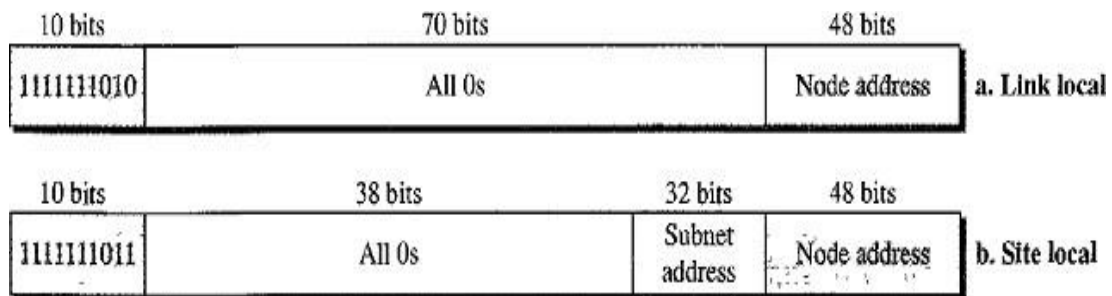 10 bits 70 bits 48 bits
1111111010 All 0s Node address a. Link local
10 bits 38 bits 32 bits 48 bits
1111111011 All 0s Subnet address Node address b. Site local